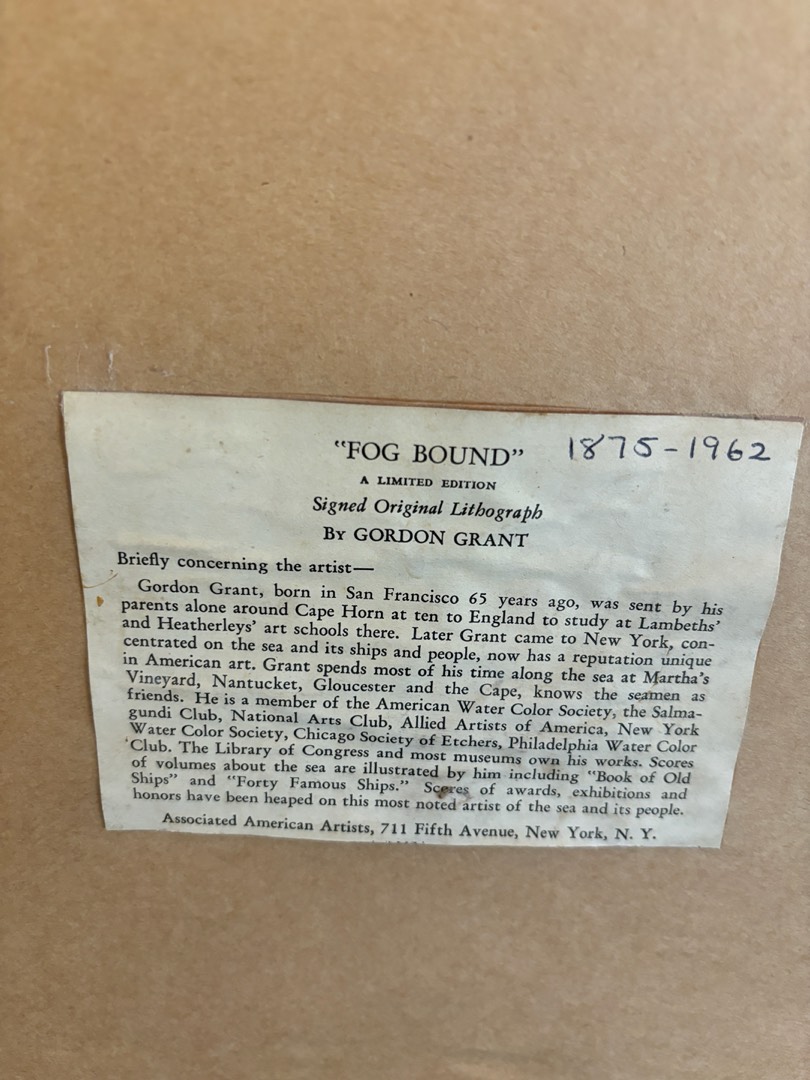 "FOG BOUND" 1875-1962
A LIMITED EDITION
Signed Original Lithograph
By GORDON GRANT
Briefly concerning the artist—
Gordon Grant, born in San Francisco 65 years ago, was sent by his
parents alone around Cape Horn at ten to England to study at Lambeths'
and Heatherleys' art schools there. Later Grant came to New York, con-
centrated on the sea and its ships and people, now has a reputation unique
in American art. Grant spends most of his time along the sea at Martha's
Vineyard, Nantucket, Gloucester and the Cape, knows the seamen as
friends. He is a member of the American Water Color Society, the Salma-
gundi Club, National Arts Club, Allied Artists of America, New York
Water Color Society, Chicago Society of Etchers, Philadelphia Water Color
Club. The Library of Congress and most museums own his works. Scores
of volumes about the sea are illustrated by him including "Book of Old
Ships" and "Forty Famous Ships." Scores of awards, exhibitions and
honors have been heaped on this most noted artist of the sea and its people.
Associated American Artists, 711 Fifth Avenue, New York, N. Y.